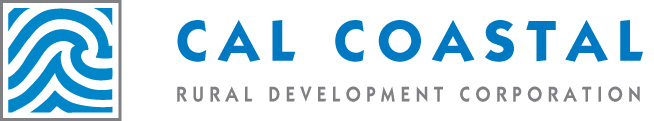 CAL COASTAL
RURAL DEVELOPMENT CORPORATION